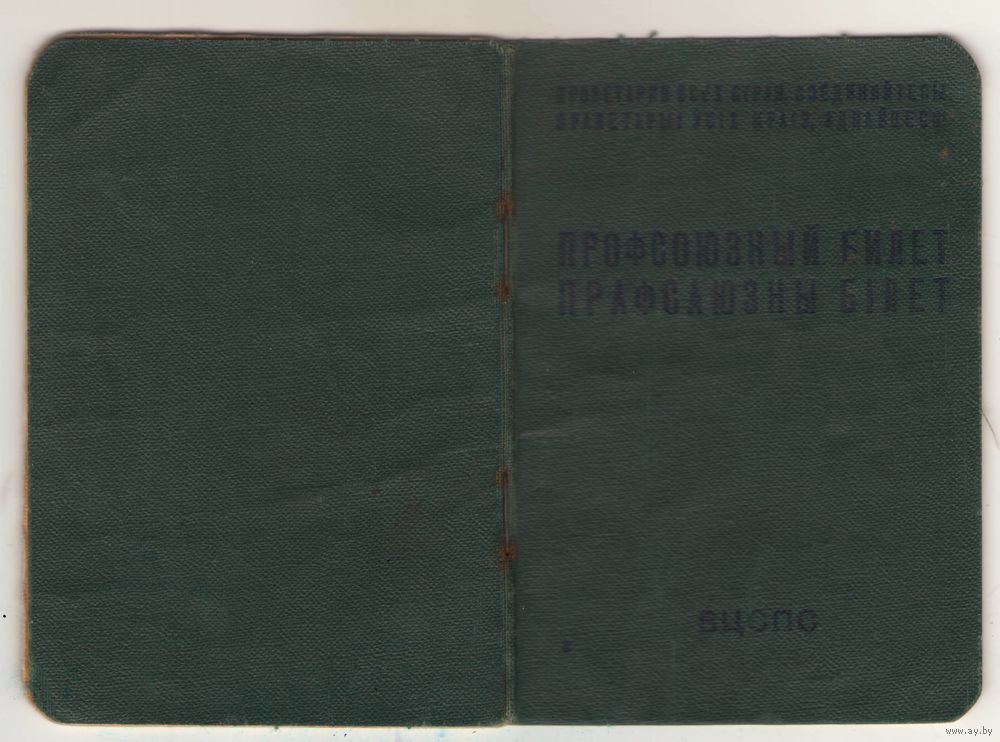 ПРОЛЕТАРИИ ВСЕХ СТРАН, СОЕДИНЯЙТЕСЬ!
ПРАЛЕТАРЫІ ЎСІХ КРАІН, ЯДНАЙЦЕСЯ!
ПРОФСОЮЗНЫЙ БИЛЕТ
ПРАФСАЮЗНЫ БІЛЕТ
ВЦСПС
www.ay.by